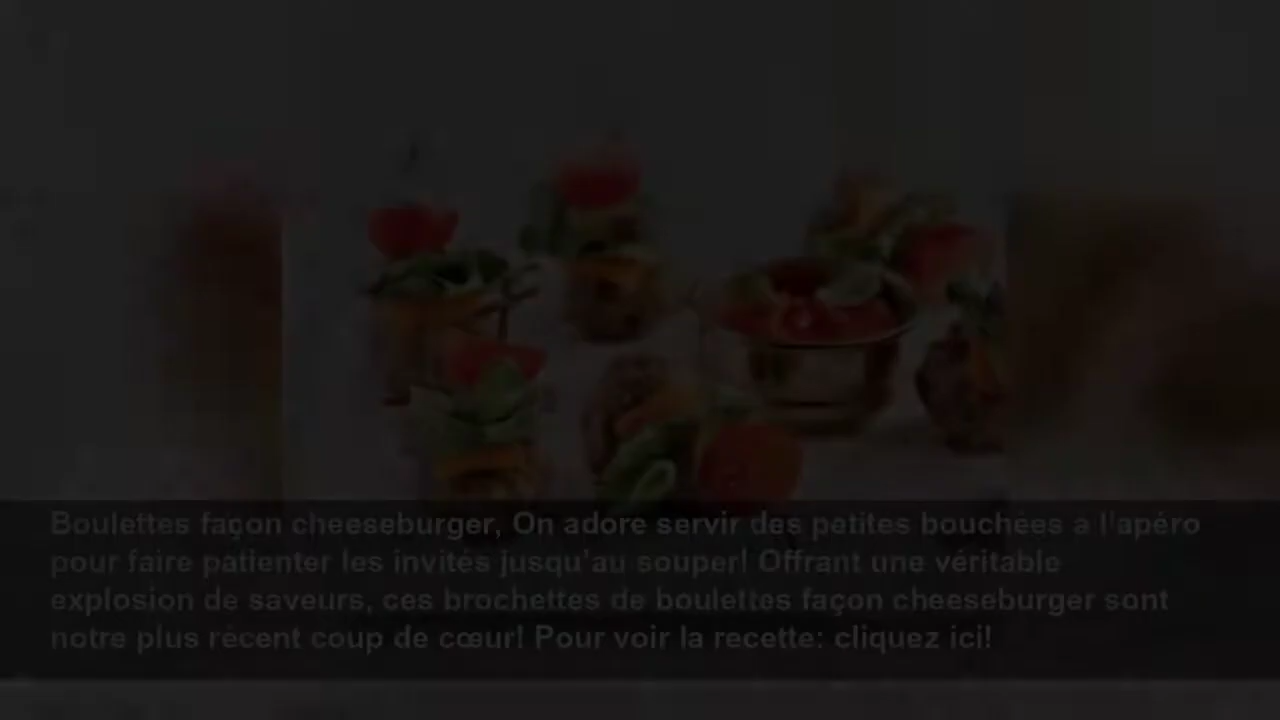 Boulettes façon cheeseburger, On adore servir des petites bouchées à l'apéro
pour faire patienter les invités jusqu'au souper! Offrant une véritable
explosion de saveurs, ces brochettes de boulettes façon cheeseburger sont
notre plus récent coup de cœur! Pour voir la recette: cliquez ici!